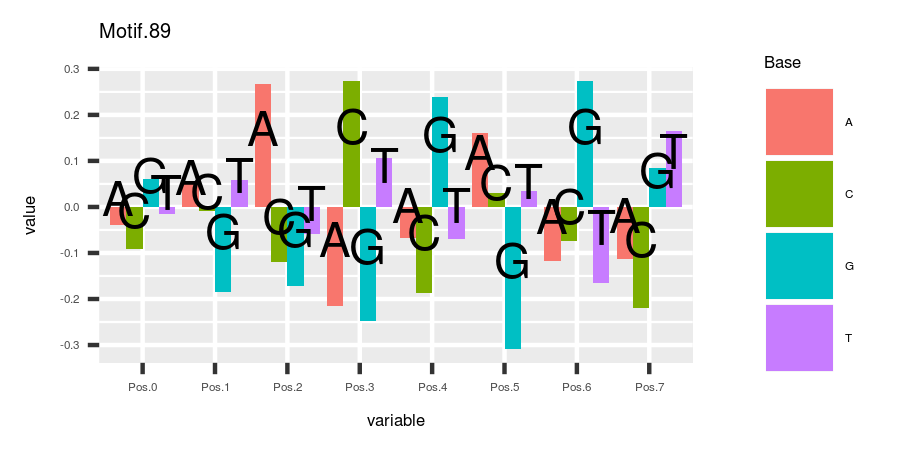 Motif.89
0.3
0.2
0.1
0.0
-0.1
-0.2
-0.3
value
A C G T A C G T A C G T A C G T A C G T A C G T A C G T A C G T
Pos.0 Pos.1 Pos.2 Pos.3 Pos.4 Pos.5 Pos.6 Pos.7
variable
Base
A
C
G
T